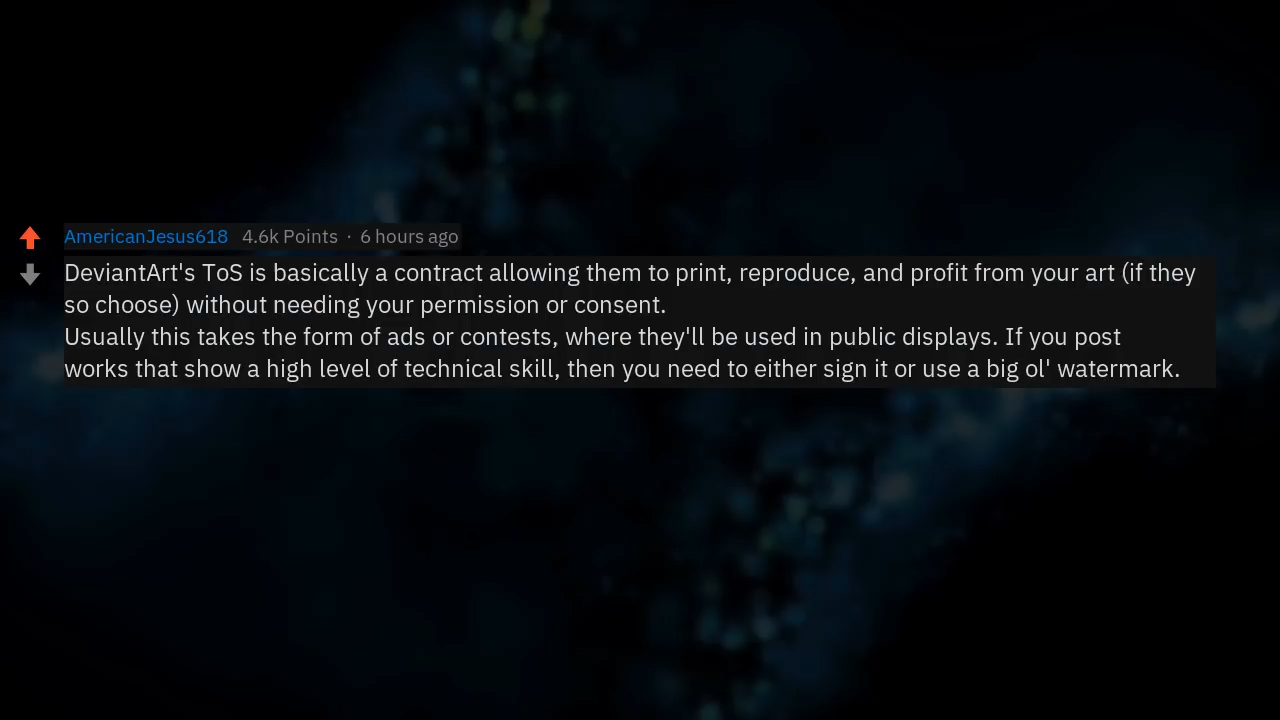 AmericanJesus618 4.6k Points · 6 hours ago
DeviantArt's ToS is basically a contract allowing them to print, reproduce, and profit from your art (if they
so choose) without needing your permission or consent.
Usually this takes the form of ads or contests, where they'll be used in public displays. If you post
works that show a high level of technical skill, then you need to either sign it or use a big ol' watermark.